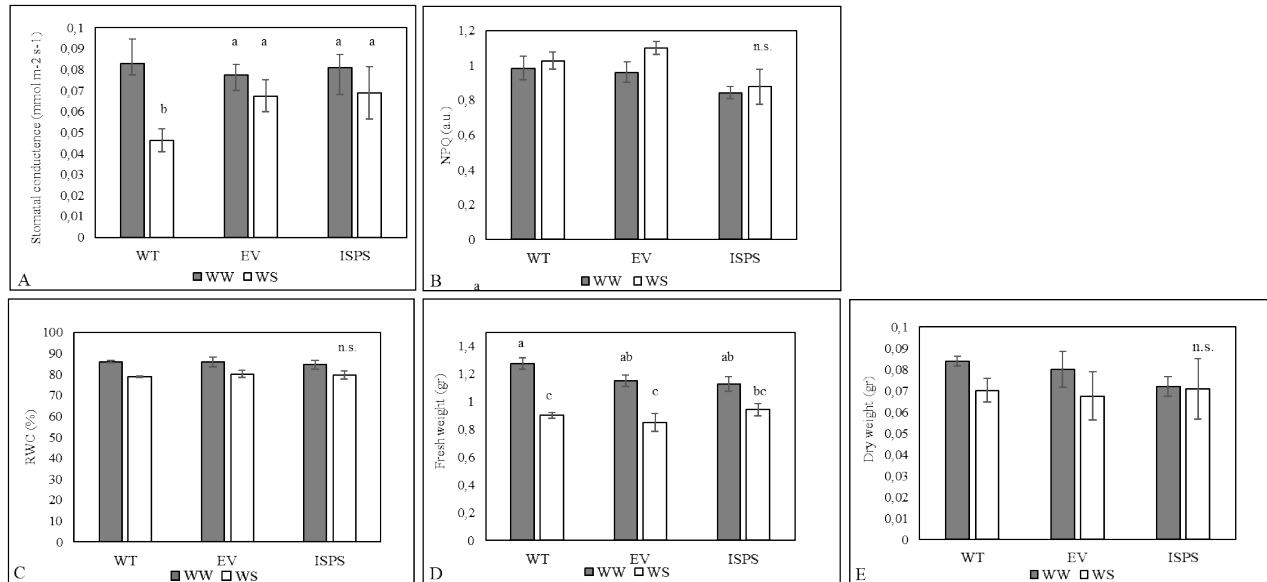 Stomatal conductence (mmol m-2 s-1)
0,1
0,09
0,08
0,07
0,06
0,05
0,04
0,03
0,02
0,01
0
b
a a
a a
WT EV ISPS
WW WS
A
NPQ (a.u.)
1,2
1
0,8
0,6
0,4
0,2
0
n.s.
WT EV ISPS
WW WS
B
a
RWC (%)
100
90
80
70
60
50
40
30
20
10
0
n.s.
WT EV ISPS
WW WS
C
Fresh weight (gr)
1,4
1,2
1
0,8
0,6
0,4
0,2
0
a c
ab c
ab bc
WT EV ISPS
WW WS
D
Dry weight (gr)
0,1
0,09
0,08
0,07
0,06
0,05
0,04
0,03
0,02
0,01
0
n.s.
WT EV ISPS
WW WS
E